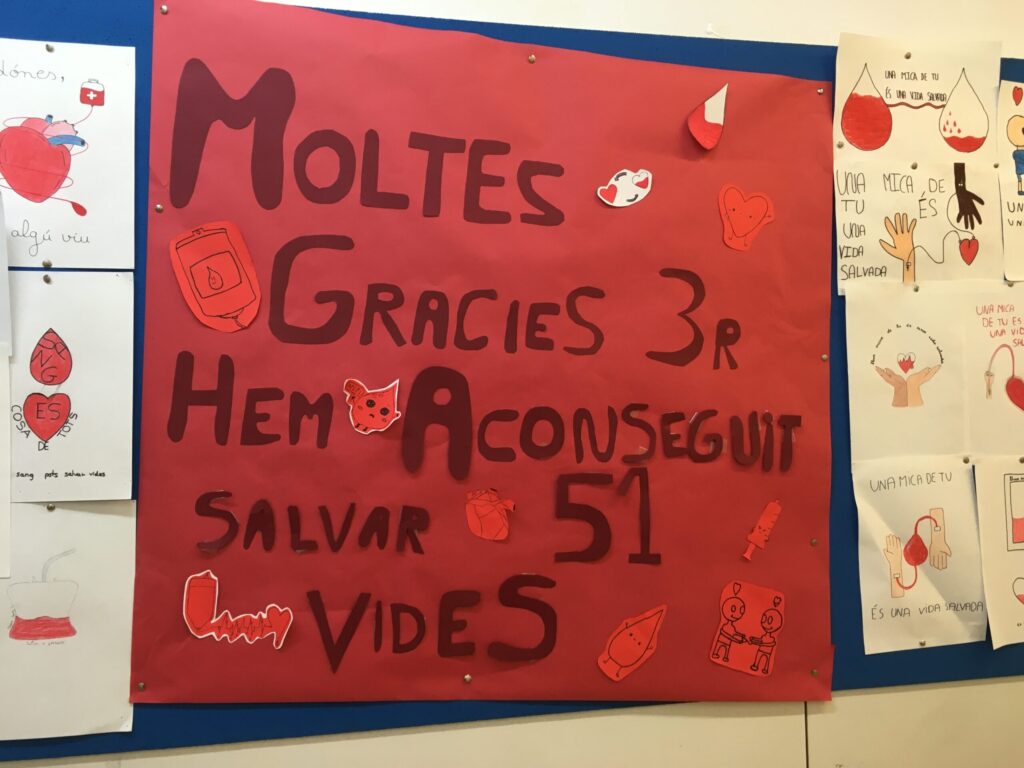 dónes,
algú viu
SANG
ES
COSA DE TOTS
sang pots salvar vides
MOLTES
GRACIES 3R
HEM ACONSEGUIT
SALVAR 51
VIDES
UNA MICA DE TU
ÉS UNA VIDA SALVADA
UNA MICA DE
TU ÉS
UNA
VIDA
SALVADA
UNA MICA
DE TU ES
UNA VIDA
UNA MICA DE TU
ÉS UNA VIDA SALVADA